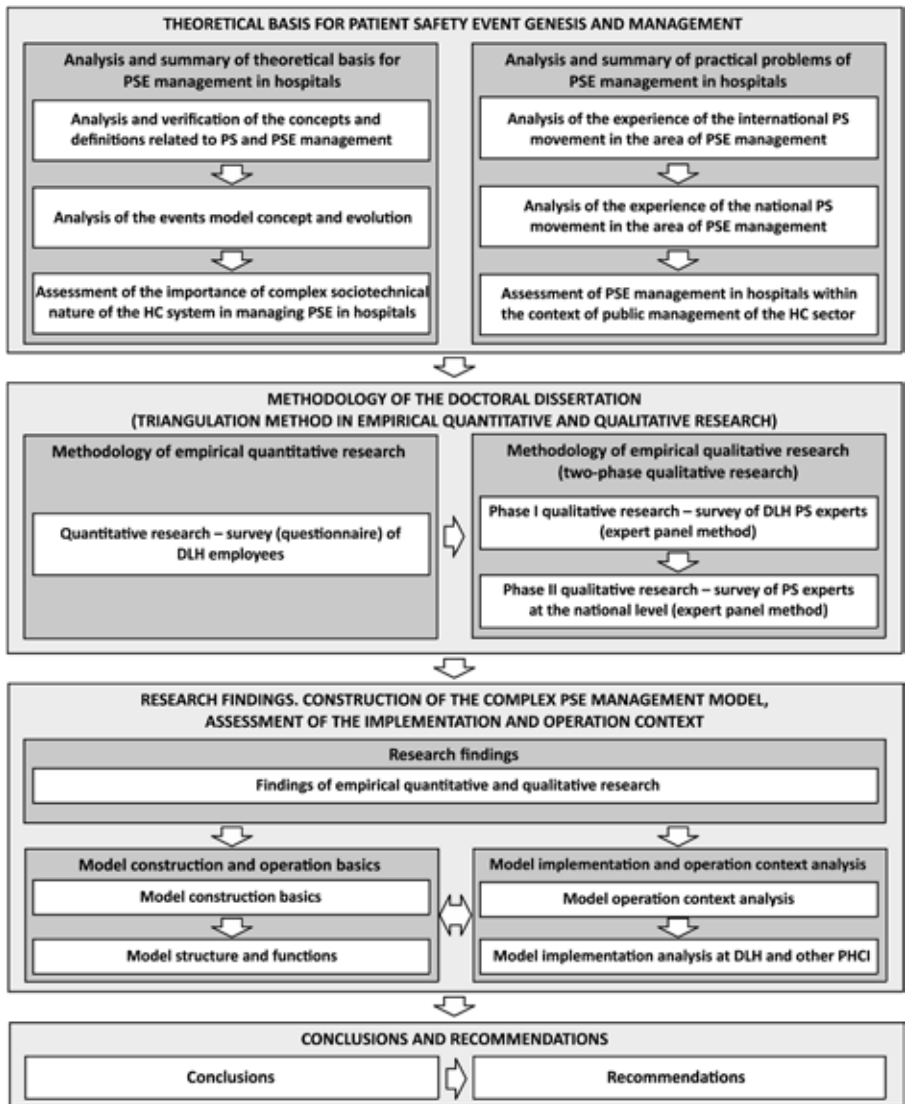 THEORETICAL BASIS FOR PATIENT SAFETY EVENT GENESIS AND MANAGEMENT
Analysis and summary of theoretical basis for
PSE management in hospitals
Analysis and verification of the concepts and
definitions related to PS and PSE management
Analysis of the events model concept and evolution
Assessment of the importance of complex sociotechnical
nature of the HC system in managing PSE in hospitals
Analysis and summary of practical problems of
PSE management in hospitals
Analysis of the experience of the international PS
movement in the area of PSE management
Analysis of the experience of the national PS
movement in the area of PSE management
Assessment of PSE management in hospitals within
the context of public management of the HC sector
METHODOLOGY OF THE DOCTORAL DISSERTATION
(TRIANGULATION METHOD IN EMPIRICAL QUANTITATIVE AND QUALITATIVE RESEARCH)
Methodology of empirical quantitative research
Quantitative research – survey (questionnaire) of
DLH employees
Methodology of empirical qualitative research
(two-phase qualitative research)
Phase I qualitative research – survey of DLH PS experts
(expert panel method)
Phase II qualitative research – survey of PS experts
at the national level (expert panel method)
RESEARCH FINDINGS. CONSTRUCTION OF THE COMPLEX PSE MANAGEMENT MODEL,
ASSESSMENT OF THE IMPLEMENTATION AND OPERATION CONTEXT
Research findings
Findings of empirical quantitative and qualitative research
Model construction and operation basics
Model construction basics
Model structure and functions
Model implementation and operation context analysis
Model operation context analysis
Model implementation analysis at DLH and other PHCI
CONCLUSIONS AND RECOMMENDATIONS
Conclusions
Recommendations